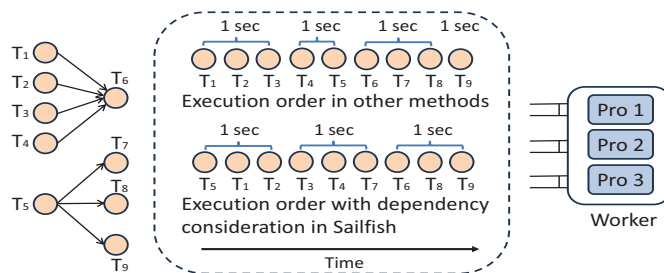 T1
T2
T3
T4
T5
T6
T7
T8
T9
1 sec 1 sec 1 sec 1 sec
T1 T2 T3 T4 T5 T6 T7 T8 T9
Execution order in other methods
1 sec 1 sec 1 sec
T5 T1 T2 T3 T4 T7 T6 T8 T9
Execution order with dependency
consideration in Sailfish
Time
Pro 1
Pro 2
Pro 3
Worker